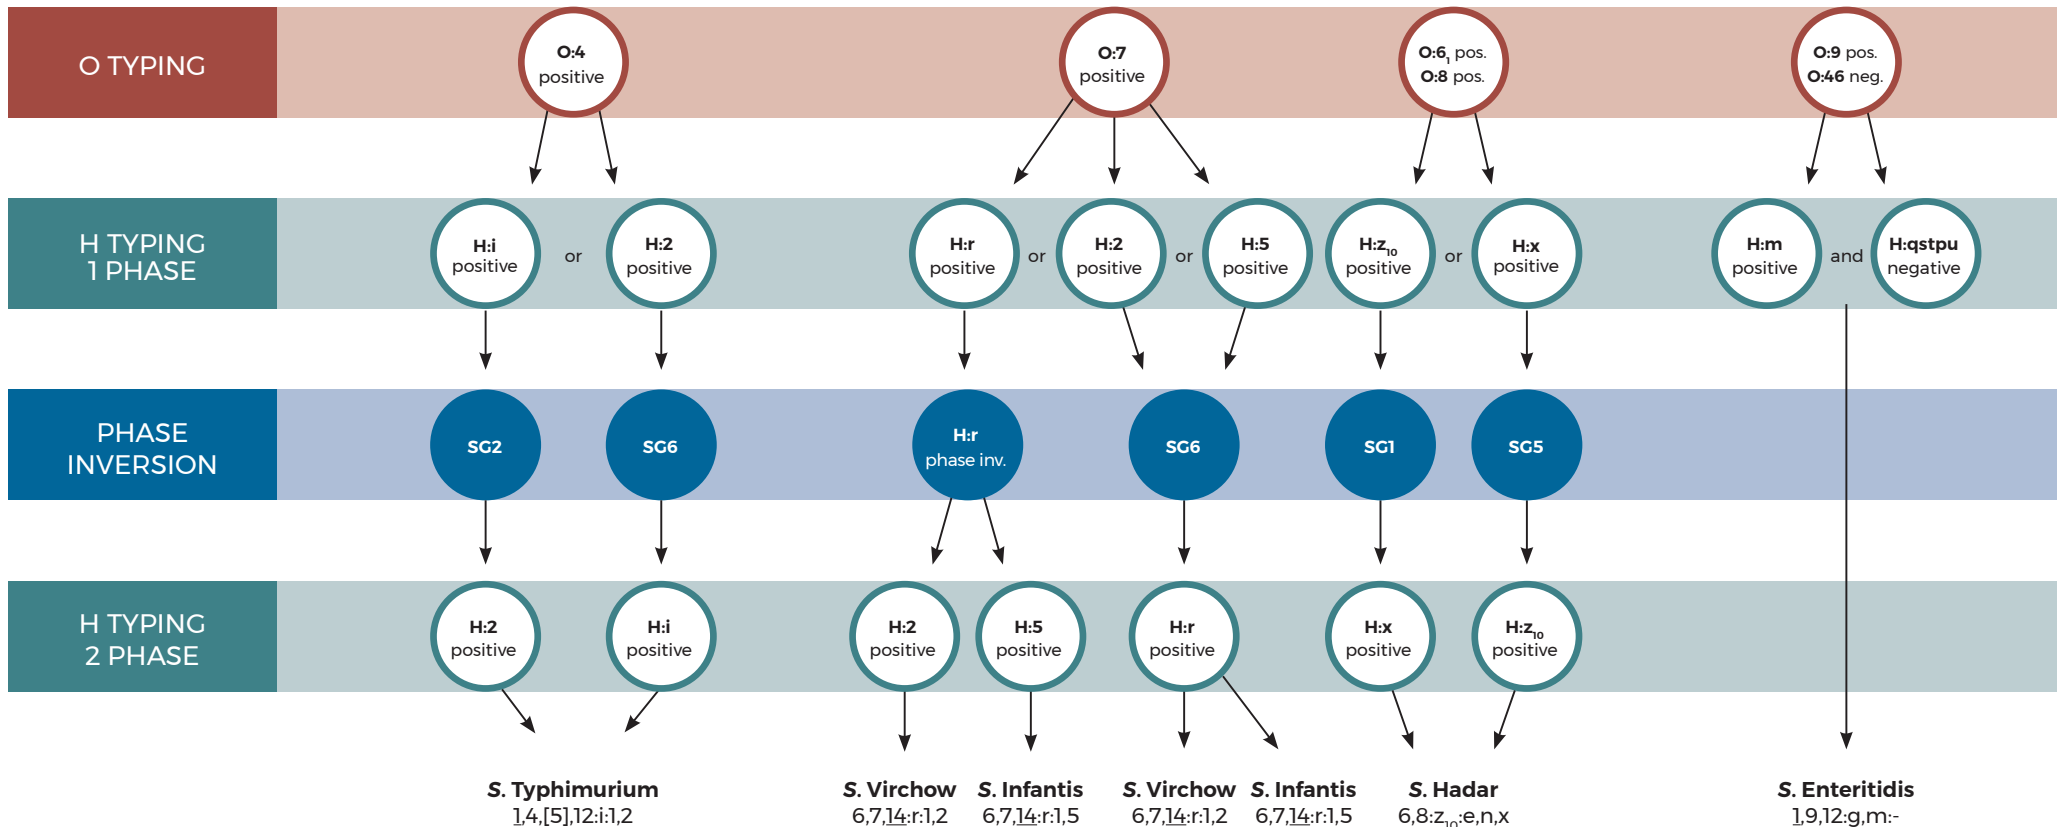 O TYPING
O:4
positive
O:7
positive
O:6₁ pos.
O:8 pos.
O:9 pos.
O:46 neg.
H TYPING
1 PHASE
H:i
positive
or
H:2
positive
H:r
positive
or
H:2
positive
or
H:5
positive
H:z₁₀
positive
or
H:x
positive
H:m
positive
and
H:qstpu
negative
PHASE
INVERSION
SG2
SG6
H:r
phase inv.
SG6
SG1
SG5
H TYPING
2 PHASE
H:2
positive
H:i
positive
H:2
positive
H:5
positive
H:r
positive
H:x
positive
H:z₁₀
positive
S. Typhimurium
1,4,[5],12:i:1,2
S. Virchow
6,7,14:r:1,2
S. Infantis
6,7,14:r:1,5
S. Virchow
6,7,14:r:1,2
S. Infantis
6,7,14:r:1,5
S. Hadar
6,8:z₁₀:e,n,x
S. Enteritidis
1,9,12:g,m:-